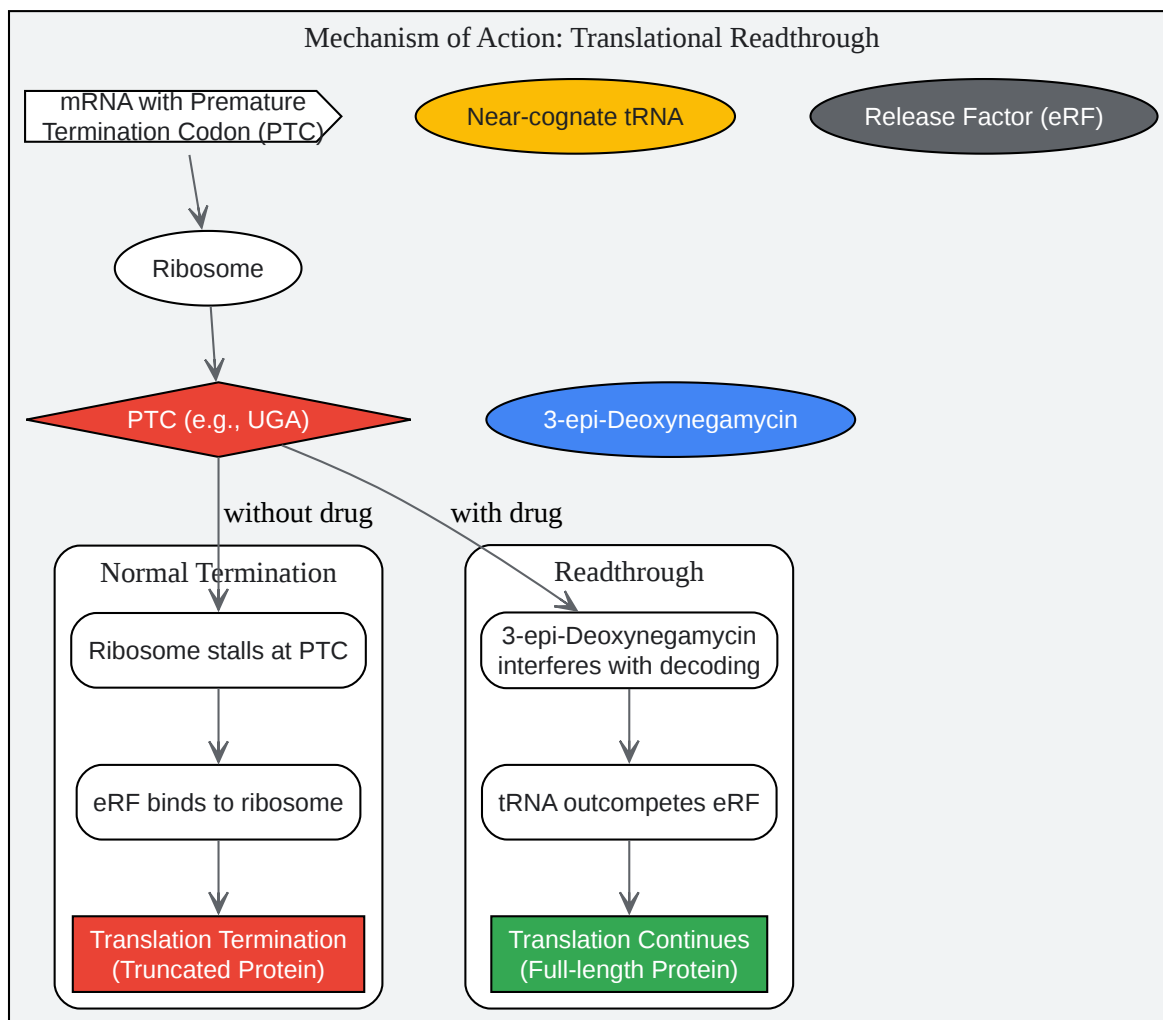 Mechanism of Action: Translational Readthrough
mRNA with Premature
Termination Codon (PTC)
Near-cognate tRNA
Release Factor (eRF)
Ribosome
PTC (e.g., UGA)
3-epi-Deoxynegamycin
without drug
with drug
Normal Termination
Readthrough
Ribosome stalls at PTC
3-epi-Deoxynegamycin
interferes with decoding
eRF binds to ribosome
tRNA outcompetes eRF
Translation Termination
(Truncated Protein)
Translation Continues
(Full-length Protein)